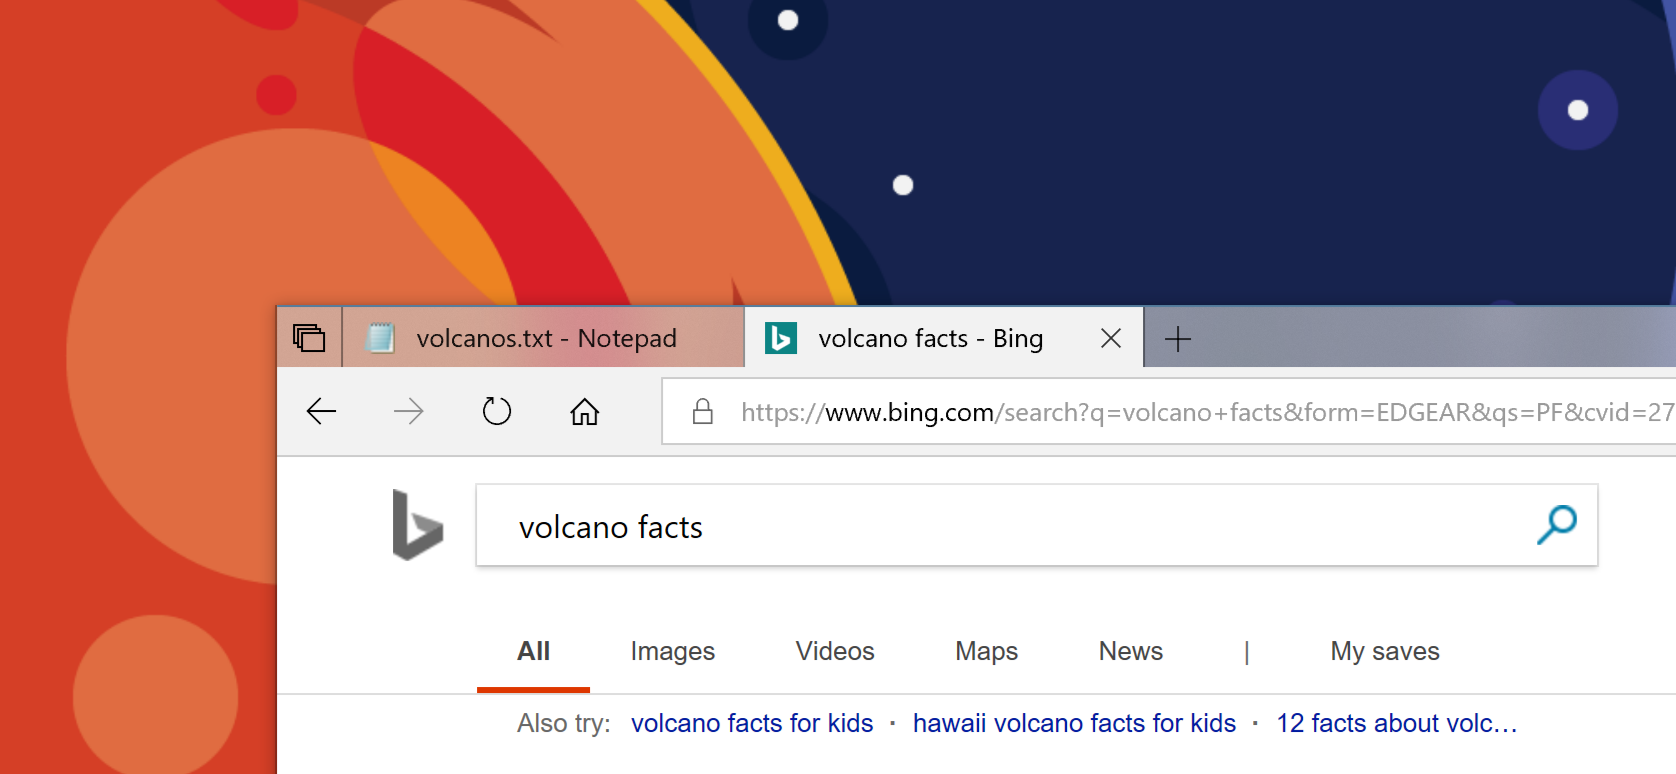 volcanos.txt - Notepad
volcano facts - Bing
https://www.bing.com/search?q=volcano+facts&form=EDGEAR&qs=PF&cvid=27
volcano facts
All Images Videos Maps News | My saves
Also try: volcano facts for kids · hawaii volcano facts for kids · 12 facts about volc...